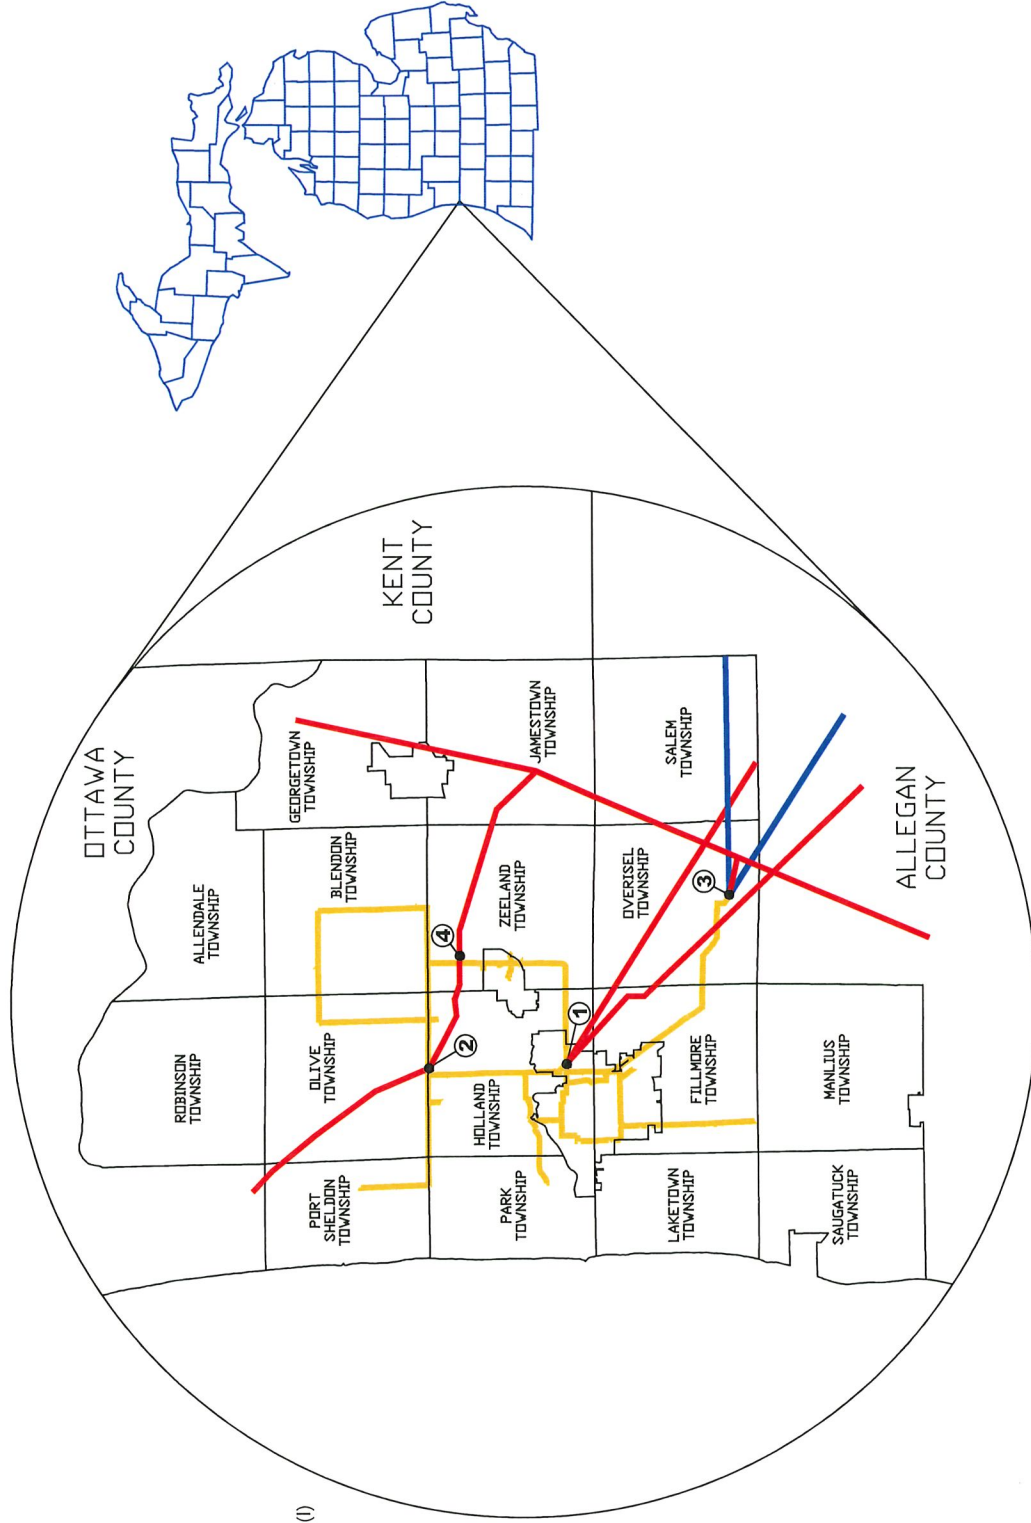 OTTAWA
COUNTY
KENT
COUNTY
ALLEGAN
COUNTY
ROBINSON
TOWNSHIP
ALLENDALE
TOWNSHIP
GEORGETOWN
TOWNSHIP
PORT
SHELDON
TOWNSHIP
OLIVE
TOWNSHIP
BLENDON
TOWNSHIP
PARK
TOWNSHIP
HOLLAND
TOWNSHIP
ZEELAND
TOWNSHIP
JAMESTOWN
TOWNSHIP
LAKETOWN
TOWNSHIP
FILLMORE
TOWNSHIP
OVERISEL
TOWNSHIP
SALEM
TOWNSHIP
SAUGATUCK
TOWNSHIP
MANLIUS
TOWNSHIP
2
4
1
3
(I)